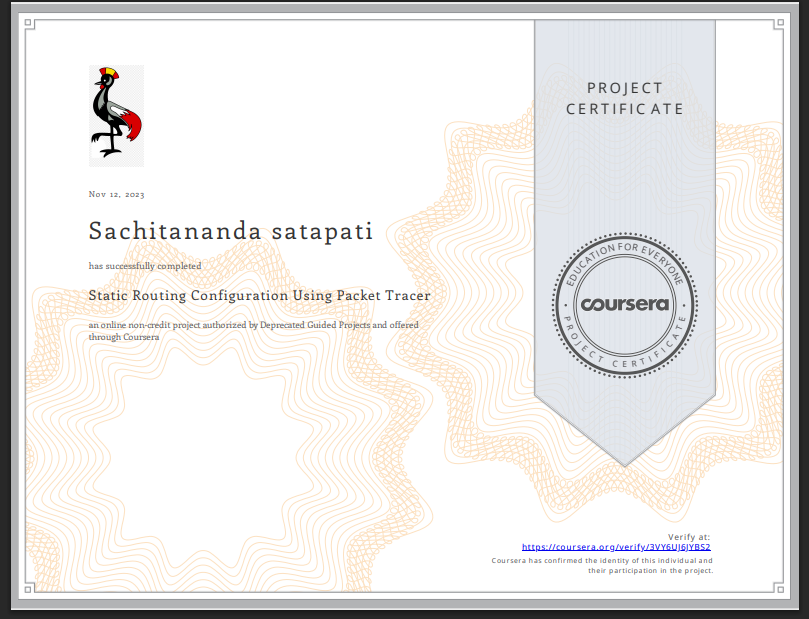 PROJECT
CERTIFICATE
Nov 12, 2023
Sachitananda satapati
has successfully completed
Static Routing Configuration Using Packet Tracer
an online non-credit project authorized by Deprecated Guided Projects and offered
through Coursera
EDUCATION FOR EVERYONE
coursera
PROJECT CERTIFICATE
Verify at:
https://coursera.org/verify/3VY6UJ6JYBS2
Coursera has confirmed the identity of this individual and
their participation in the project.